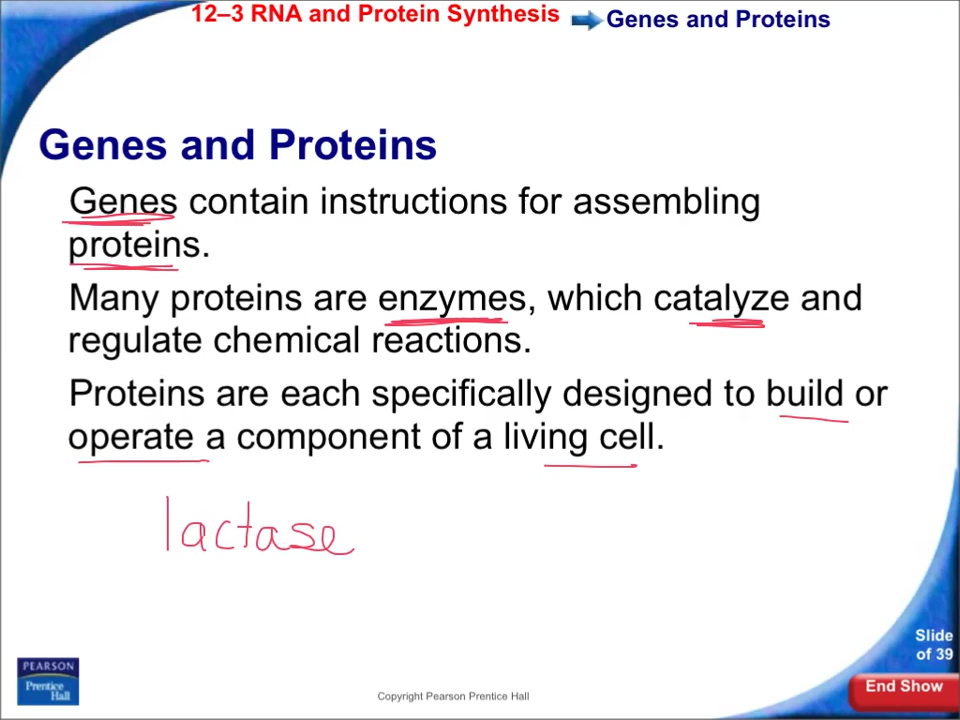 12–3 RNA and Protein Synthesis
Genes and Proteins
Genes and Proteins
Genes contain instructions for assembling
proteins.
Many proteins are enzymes, which catalyze and
regulate chemical reactions.
Proteins are each specifically designed to build or
operate a component of a living cell.
lactase
Slide
of 39
End Show
PEARSON
Prentice
Hall
Copyright Pearson Prentice Hall